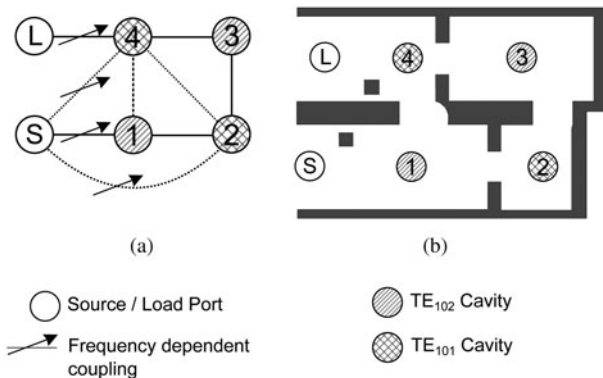 L 4 3
S 1 2
(a)
L 4 3
S 1 2
(b)
Source / Load Port
Frequency dependent
coupling
TE102 Cavity
TE101 Cavity